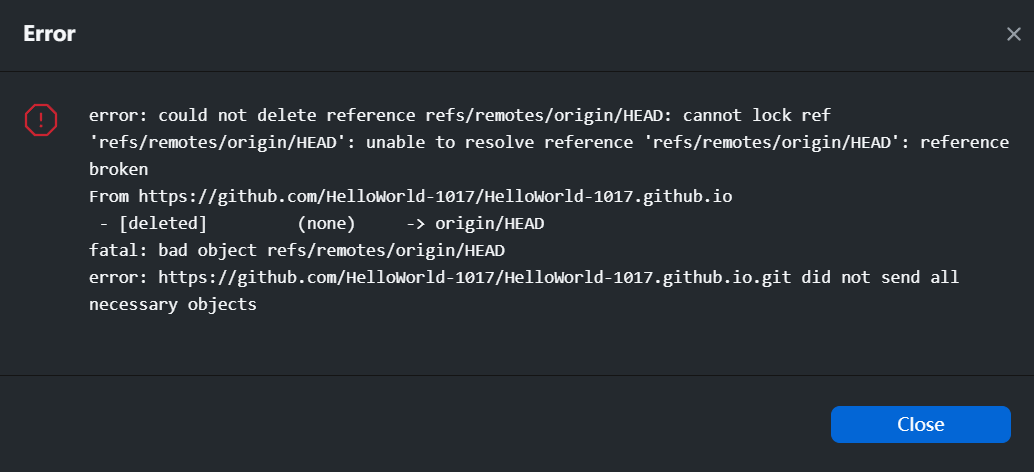 Error
error: could not delete reference refs/remotes/origin/HEAD: cannot lock ref
'refs/remotes/origin/HEAD': unable to resolve reference 'refs/remotes/origin/HEAD': reference
broken
From https://github.com/HelloWorld-1017/HelloWorld-1017.github.io
 - [deleted]         (none)     -> origin/HEAD
fatal: bad object refs/remotes/origin/HEAD
error: https://github.com/HelloWorld-1017/HelloWorld-1017.github.io.git did not send all
necessary objects
Close